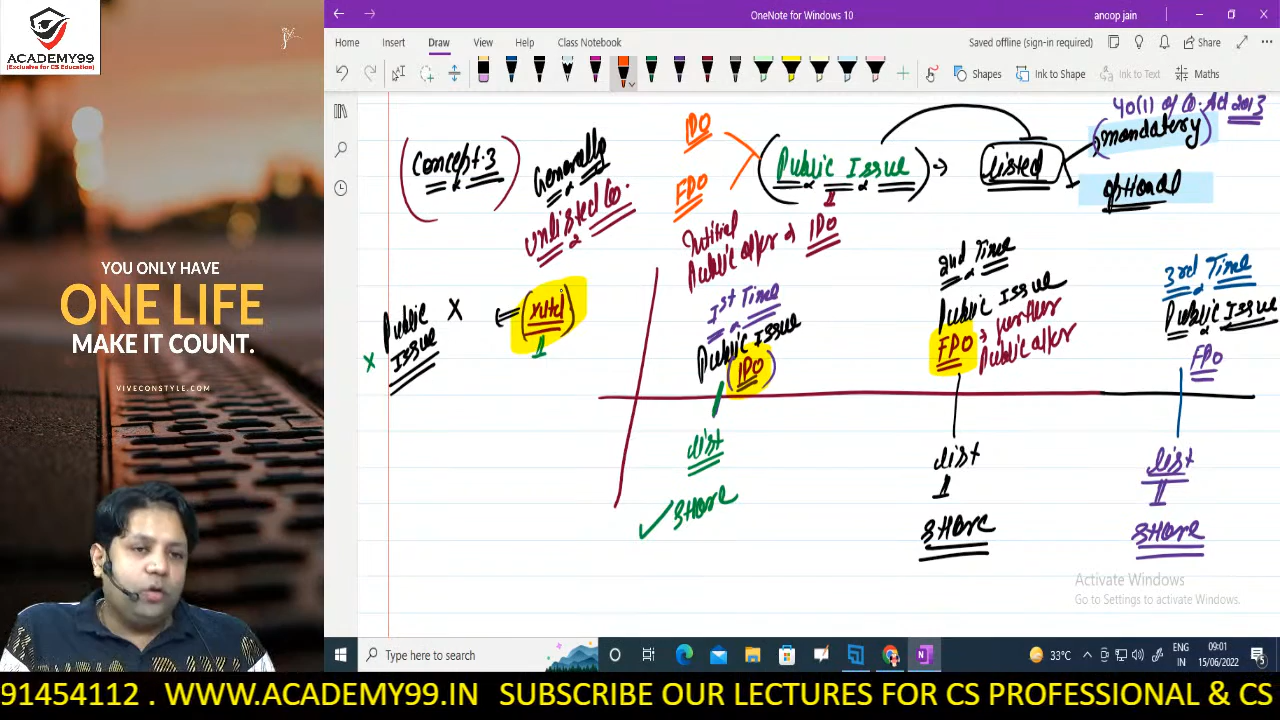 ACADEMY99
(Exclusive for CS Education)
YOU ONLY HAVE
ONE LIFE
MAKE IT COUNT.
VIVECONSTYLE.COM
OneNote for Windows 10
anoop jain
Home Insert Draw View Help Class Notebook
Saved offline (sign-in required)
Share
Shapes
Ink to Shape
Ink to Text
Maths
40(1) of Co. Act 2013
Concept.3
Generally
unlisted Co.
IPO
FPO
(Public Issue)
listed
(mandatory)
optional
Public offer
IPO
1st Time
Public Issue
(IPO)
list
SHare
2nd Time
Public Issue
FPO
Public offer
list
SHare
3rd Time
Public Issue
FPO
list
SHare
Public
Issue
X
X
Activate Windows
Go to Settings to activate Windows.
Type here to search
33°C
ENG
IN
09:01
15/06/2022
5
91454112 . WWW.ACADEMY99.IN SUBSCRIBE OUR LECTURES FOR CS PROFESSIONAL & CS